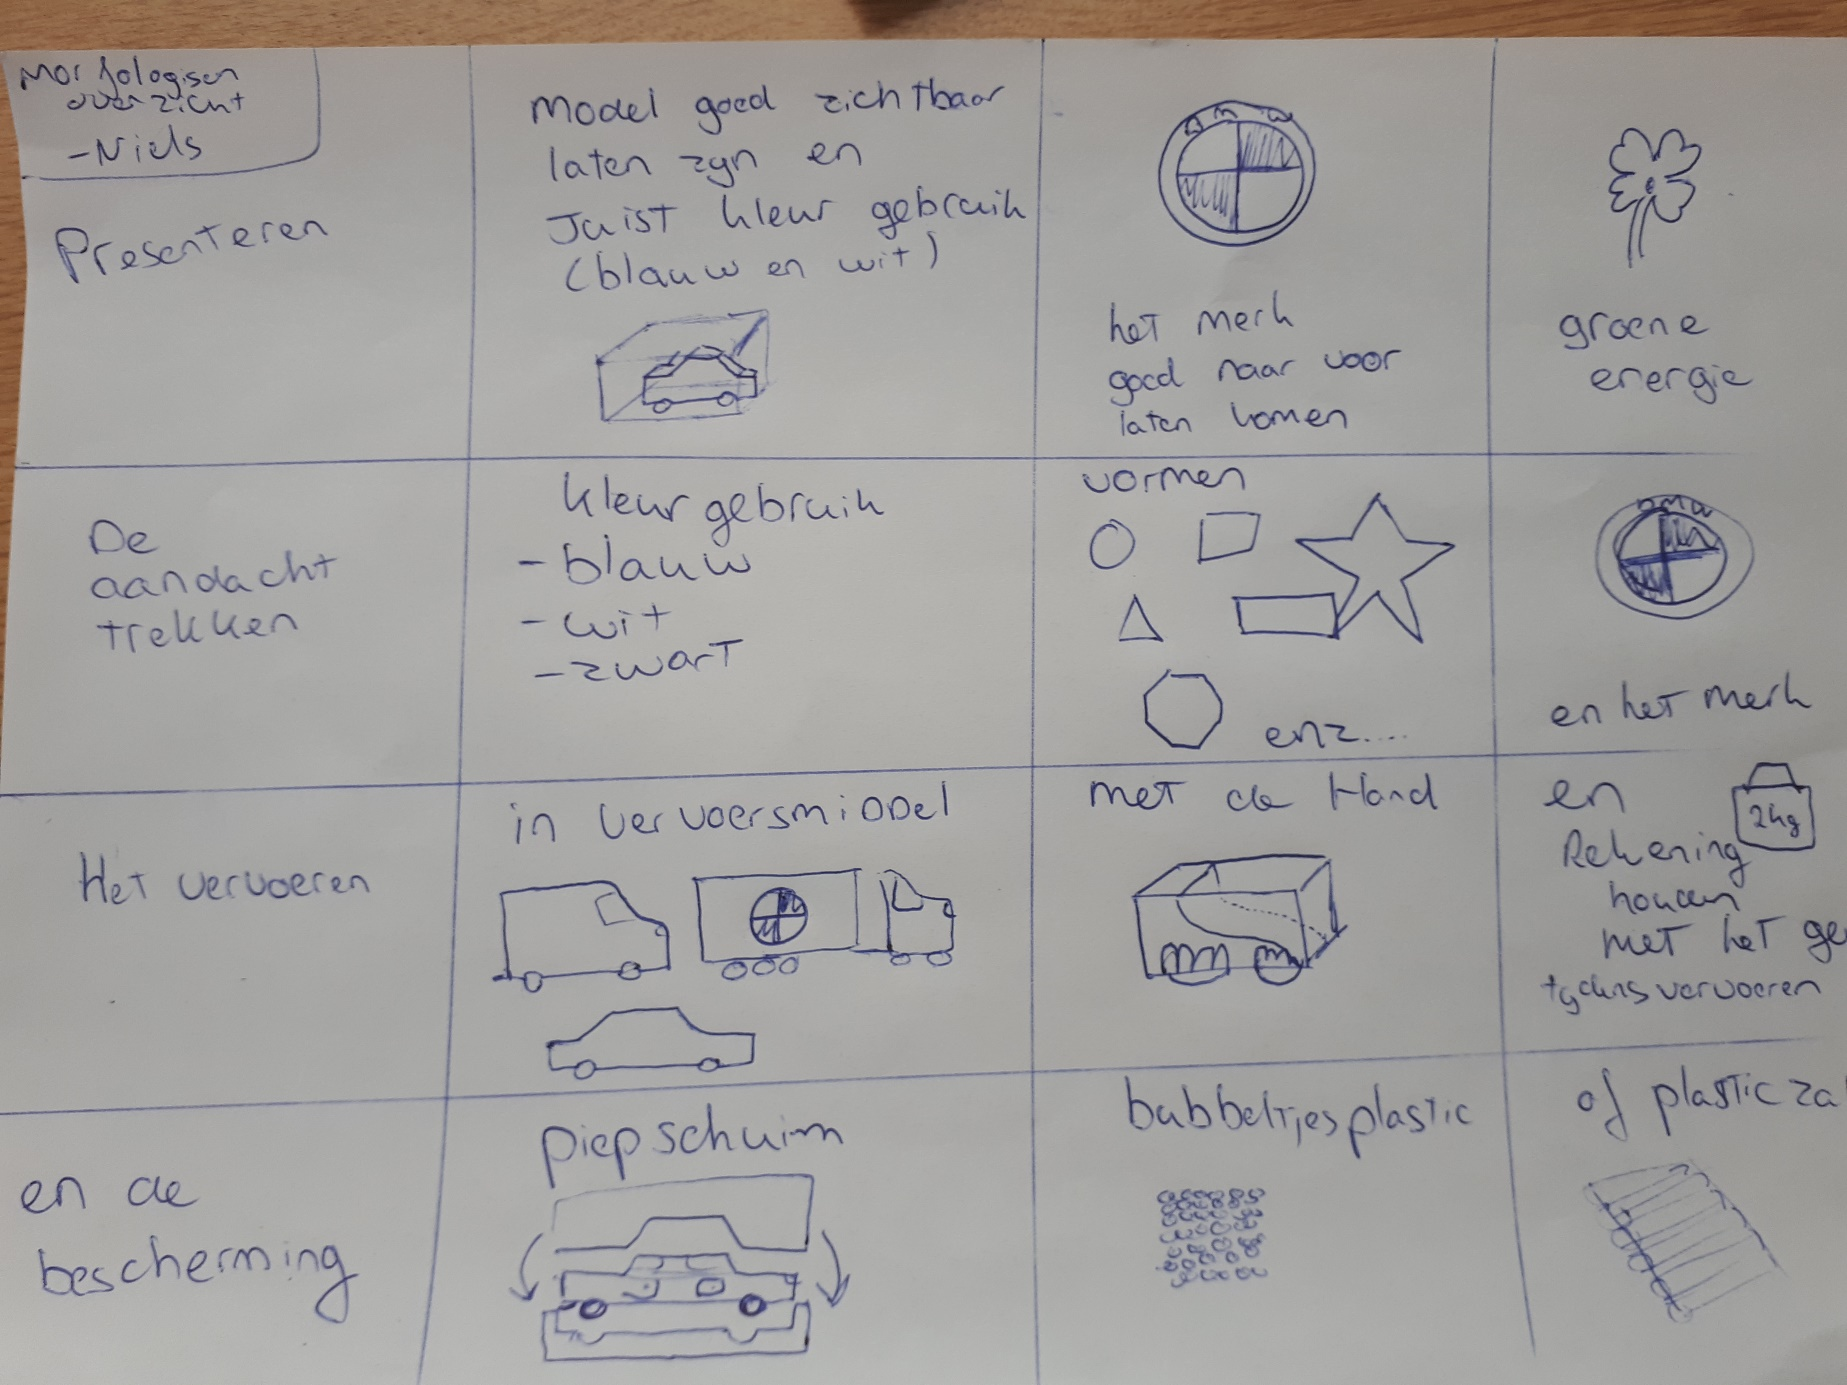 Morfologisch
overzicht
- Niels
Presenteren
Model goed zichtbaar
laten zijn en
Juist kleur gebruik
(blauw en wit)
BMW
het merk
goed naar voor
laten komen
groene
energie
De
aandacht
trekken
kleur gebruik
- blauw
- wit
- zwart
vormen
enz....
BMW
en het merk
Het vervoeren
in vervoersmiddel
met de Hand
en
2kg
Rekening
houden
met het ge
tijdens vervoeren
en de
bescherming
piepschuim
bubbeltjesplastic
of plastic za